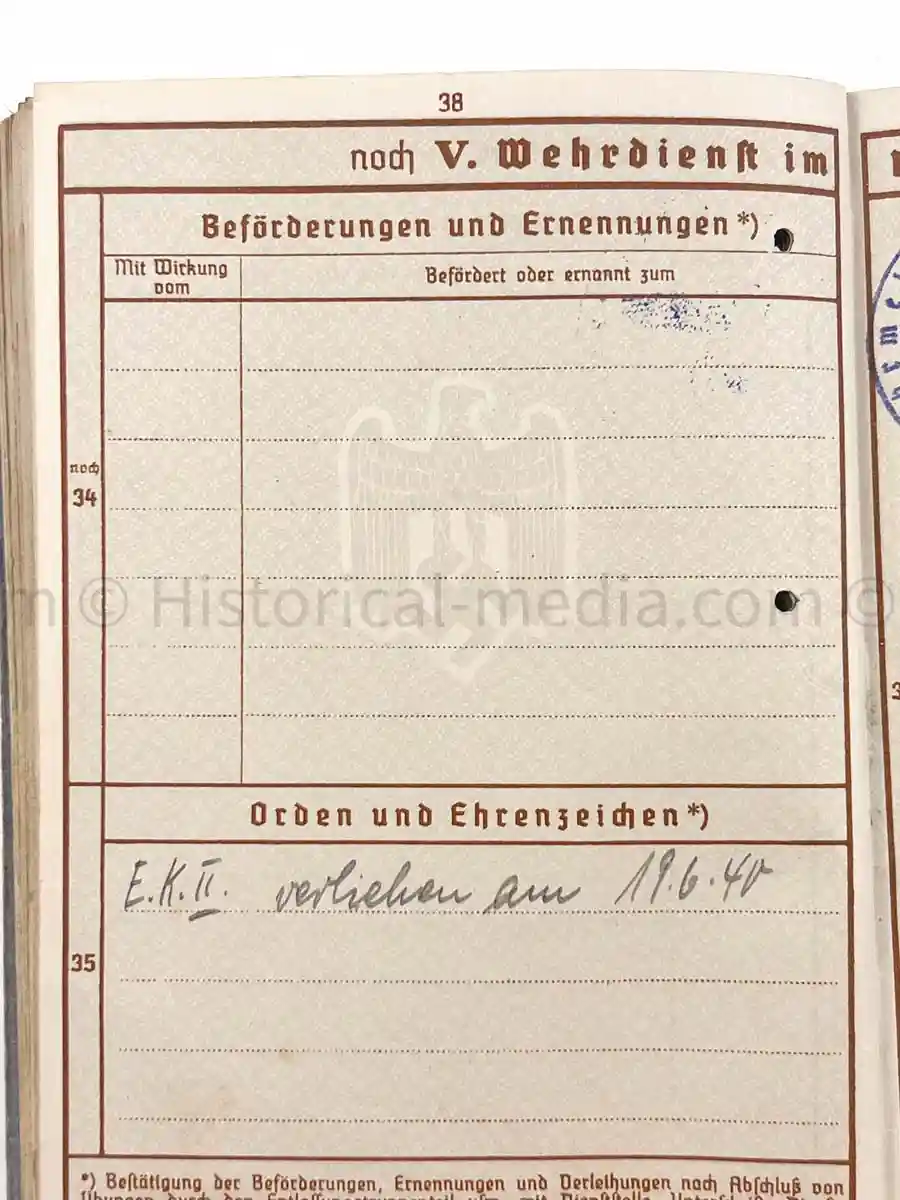 38
noch V. Wehrdienst im
Beförderungen und Ernennungen *)
Mit Wirkung vom
Befördert oder ernannt zum
noch 34
m © Historical-media.com ©
Orden und Ehrenzeichen *)
E.K.II. verliehen am 19.6.40
35
*) Bestätigung der Beförderungen, Ernennungen und Verleihungen nach Abschluß von